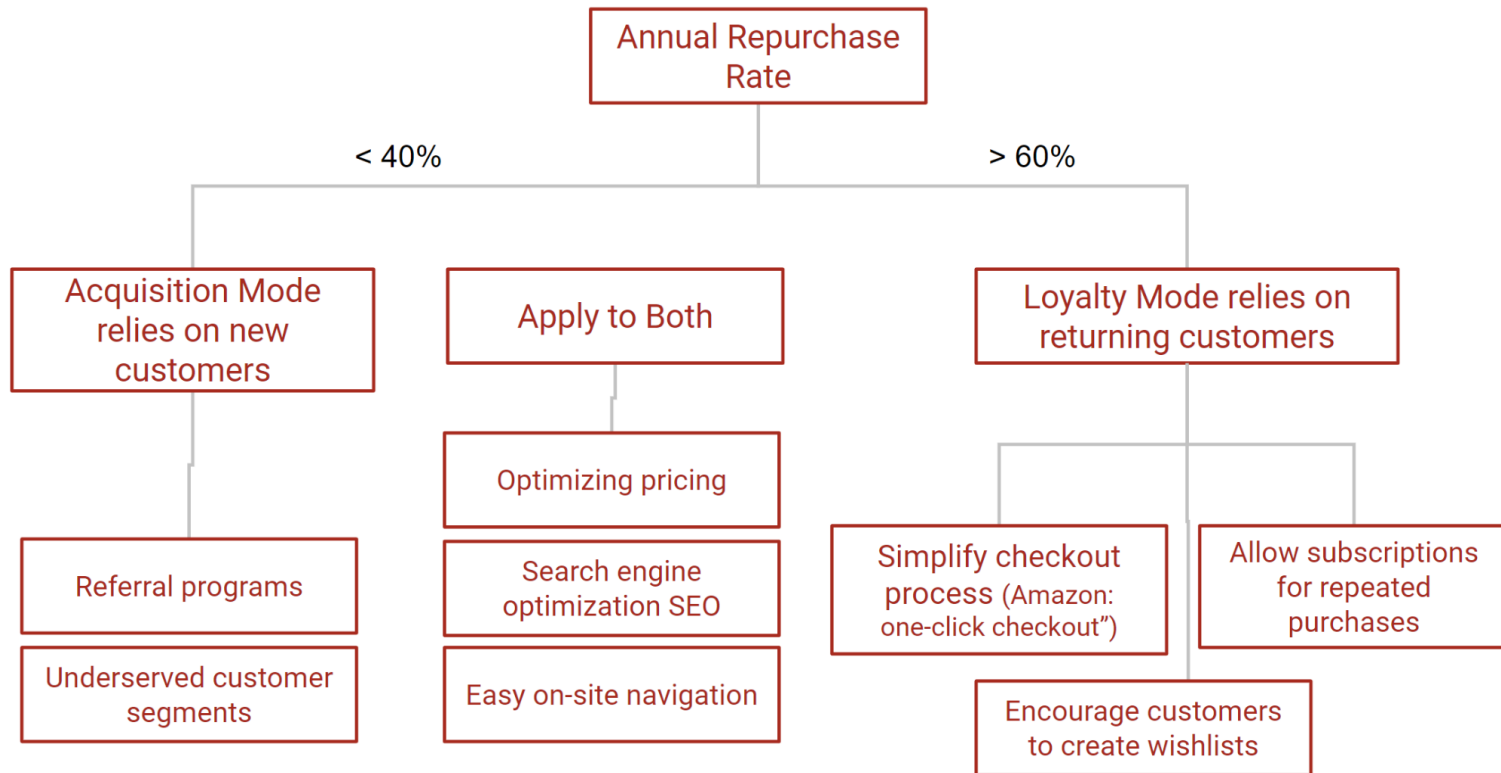 Annual Repurchase
Rate
< 40%
> 60%
Acquisition Mode
relies on new
customers
Apply to Both
Loyalty Mode relies on
returning customers
Referral programs
Underserved customer
segments
Optimizing pricing
Search engine
optimization SEO
Easy on-site navigation
Simplify checkout
process (Amazon:
one-click checkout”)
Allow subscriptions
for repeated
purchases
Encourage customers
to create wishlists